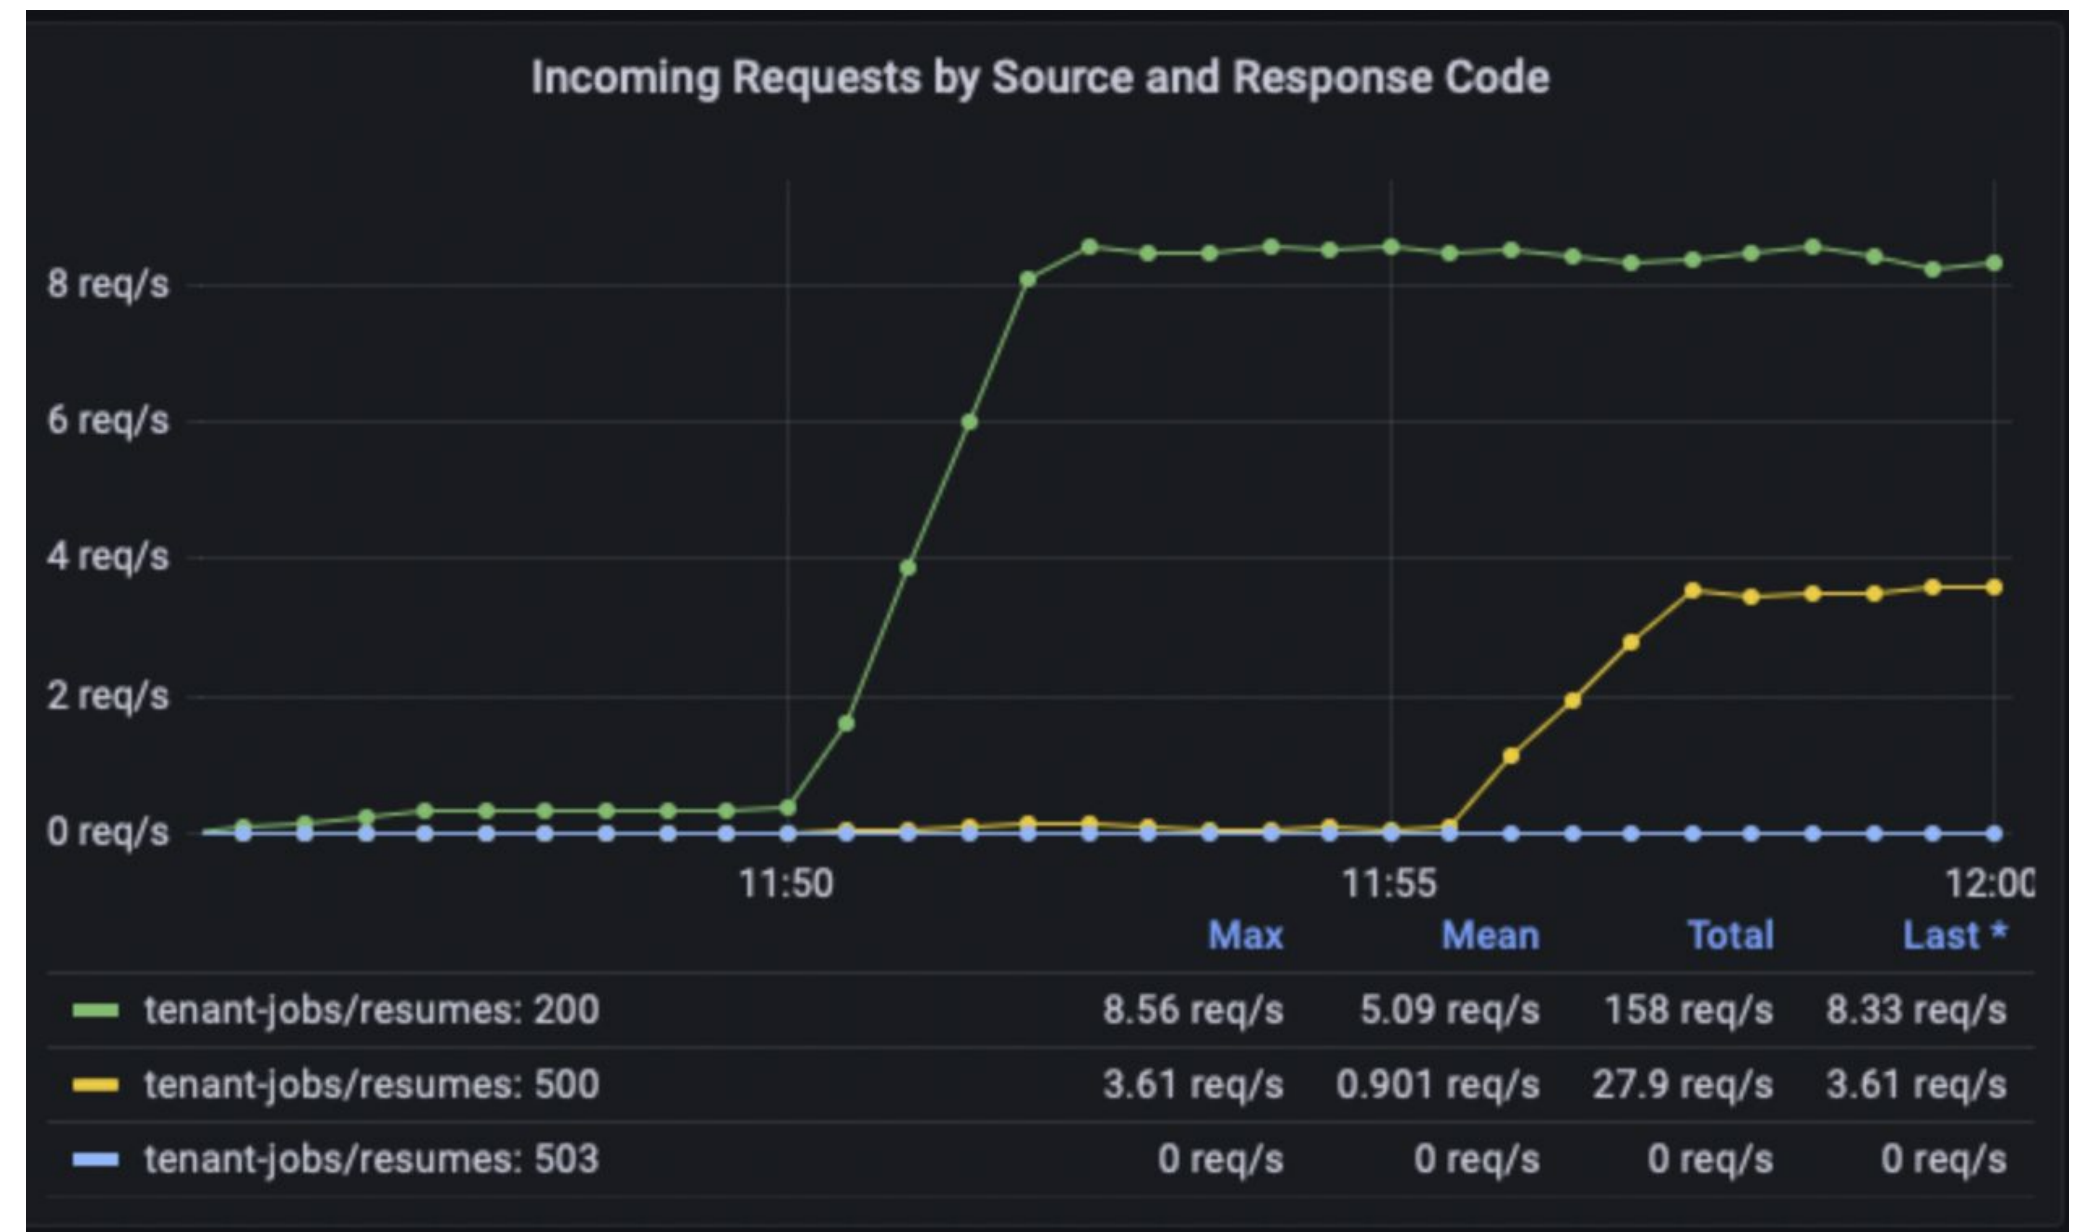 Incoming Requests by Source and Response Code
8 req/s
6 req/s
4 req/s
2 req/s
0 req/s
11:50 11:55 12:00
Max Mean Total Last *
tenant-jobs/resumes: 200 8.56 req/s 5.09 req/s 158 req/s 8.33 req/s
tenant-jobs/resumes: 500 3.61 req/s 0.901 req/s 27.9 req/s 3.61 req/s
tenant-jobs/resumes: 503 0 req/s 0 req/s 0 req/s 0 req/s